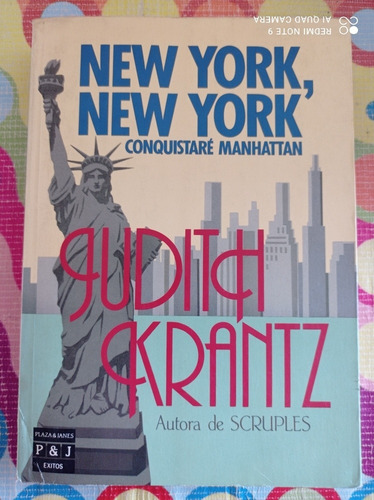 REDMI NOTE 9
AI QUAD CAMERA
NEW YORK,
NEW YORK
CONQUISTARÉ MANHATTAN
JUDITH
KRANTZ
Autora de SCRUPLES
PLAZA & JANES
P & J
EXITOS